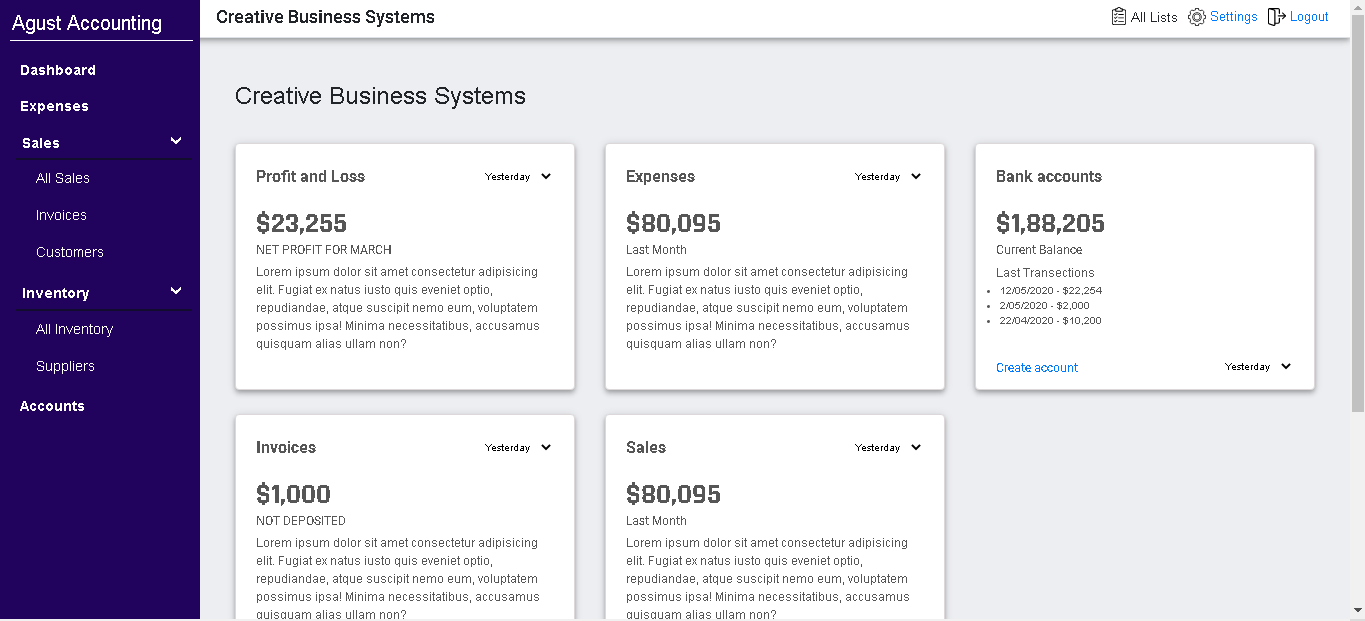 Agust Accounting
Dashboard
Expenses
Sales
All Sales
Invoices
Customers
Inventory
All Inventory
Suppliers
Accounts
Creative Business Systems
All Lists
Settings
Logout
Creative Business Systems
Profit and Loss
Yesterday
$23,255
NET PROFIT FOR MARCH
Lorem ipsum dolor sit amet consectetur adipisicing
elit. Fugiat ex natus iusto quis eveniet optio,
repudiandae, atque suscipit nemo eum, voluptatem
possimus ipsa! Minima necessitatibus, accusamus
quisquam alias ullam non?
Expenses
Yesterday
$80,095
Last Month
Lorem ipsum dolor sit amet consectetur adipisicing
elit. Fugiat ex natus iusto quis eveniet optio,
repudiandae, atque suscipit nemo eum, voluptatem
possimus ipsa! Minima necessitatibus, accusamus
quisquam alias ullam non?
Bank accounts
$1,88,205
Current Balance
Last Transections
12/05/2020 - $22,254
2/05/2020 - $2,000
22/04/2020 - $10,200
Create account
Yesterday
Invoices
Yesterday
$1,000
NOT DEPOSITED
Lorem ipsum dolor sit amet consectetur adipisicing
elit. Fugiat ex natus iusto quis eveniet optio,
repudiandae, atque suscipit nemo eum, voluptatem
possimus ipsa! Minima necessitatibus, accusamus
quisquam alias ullam non?
Sales
Yesterday
$80,095
Last Month
Lorem ipsum dolor sit amet consectetur adipisicing
elit. Fugiat ex natus iusto quis eveniet optio,
repudiandae, atque suscipit nemo eum, voluptatem
possimus ipsa! Minima necessitatibus, accusamus
quisquam alias ullam non?